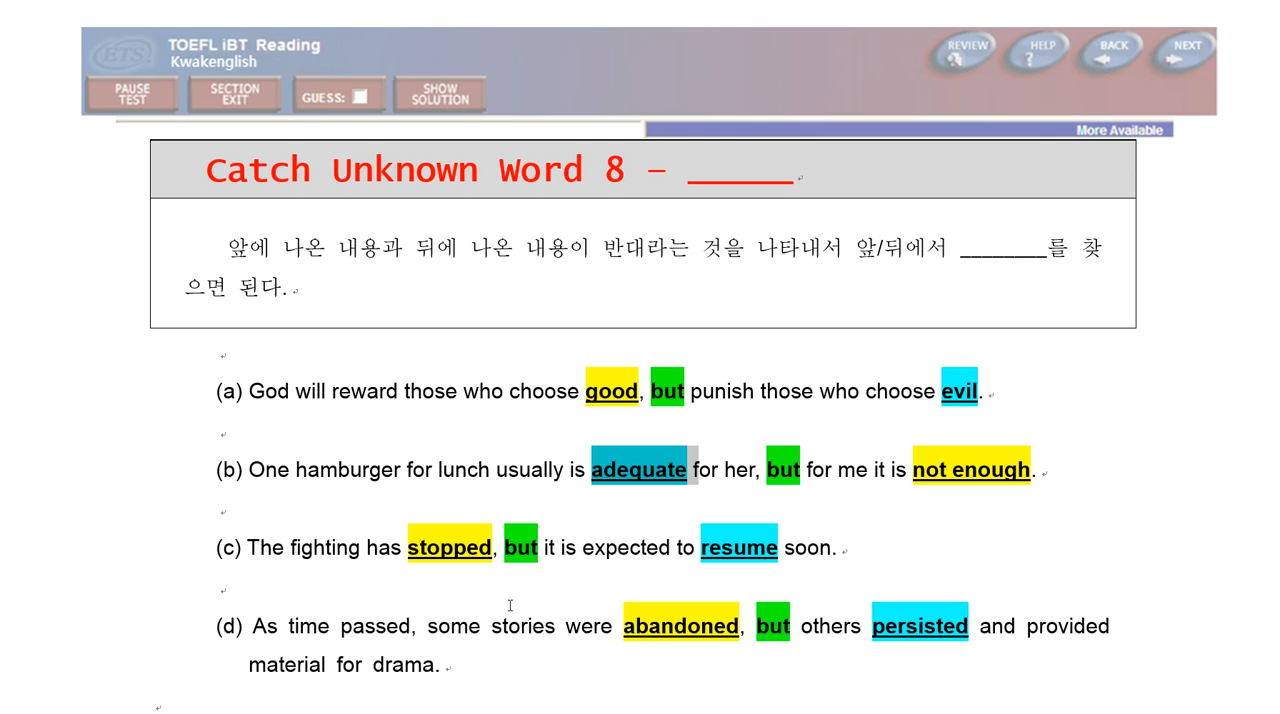 ETS
TOEFL iBT Reading
Kwakenglish
REVIEW
HELP
?
BACK
NEXT
PAUSE
TEST
SECTION
EXIT
GUESS:
SHOW
SOLUTION
More Available
Catch Unknown Word 8 – _____
앞에 나온 내용과 뒤에 나온 내용이 반대라는 것을 나타내서 앞/뒤에서 ________를 찾
으면 된다.
(a) God will reward those who choose good, but punish those who choose evil.
(b) One hamburger for lunch usually is adequate for her, but for me it is not enough.
(c) The fighting has stopped, but it is expected to resume soon.
(d) As time passed, some stories were abandoned, but others persisted and provided
material for drama.